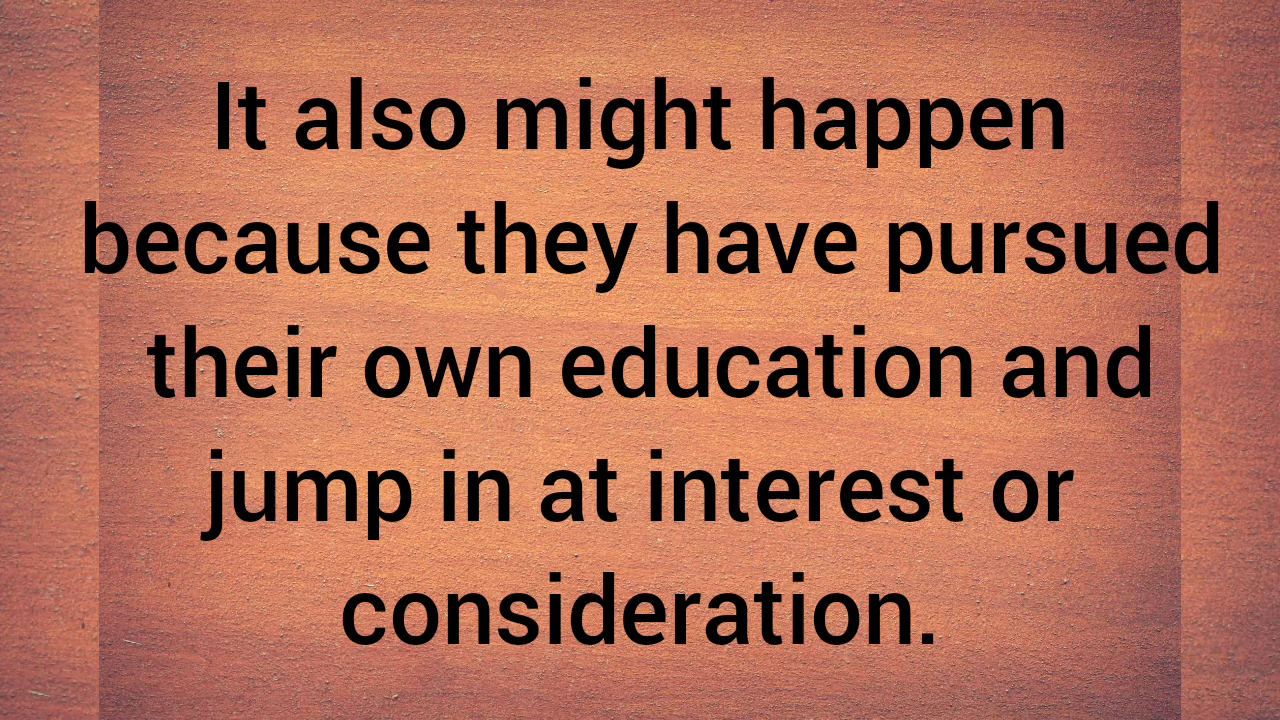 It also might happen
because they have pursued
their own education and
jump in at interest or
consideration.